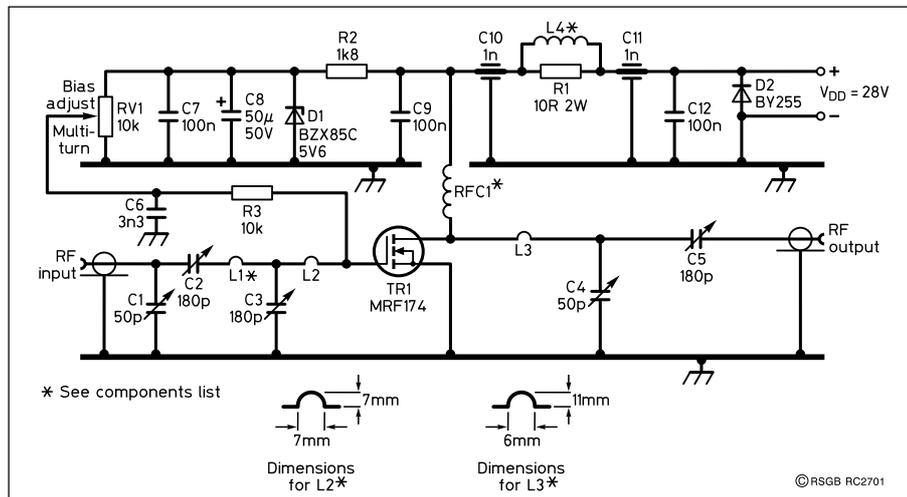 R2
1k8
C10
1n
L4*
C11
1n
Bias
adjust
RV1
10k
Multi-
turn
C7
100n
+
C8
50μ
50V
D1
BZX85C
5V6
C9
100n
R1
10R 2W
C12
100n
D2
BY255
+
VDD = 28V
−
RFC1*
C6
3n3
R3
10k
RF
input
C1
50p
C2
180p
L1*
C3
180p
L2
TR1
MRF174
L3
C4
50p
C5
180p
RF
output
* See components list
7mm
7mm
Dimensions
for L2*
11mm
6mm
Dimensions
for L3*
©RSGB RC2701